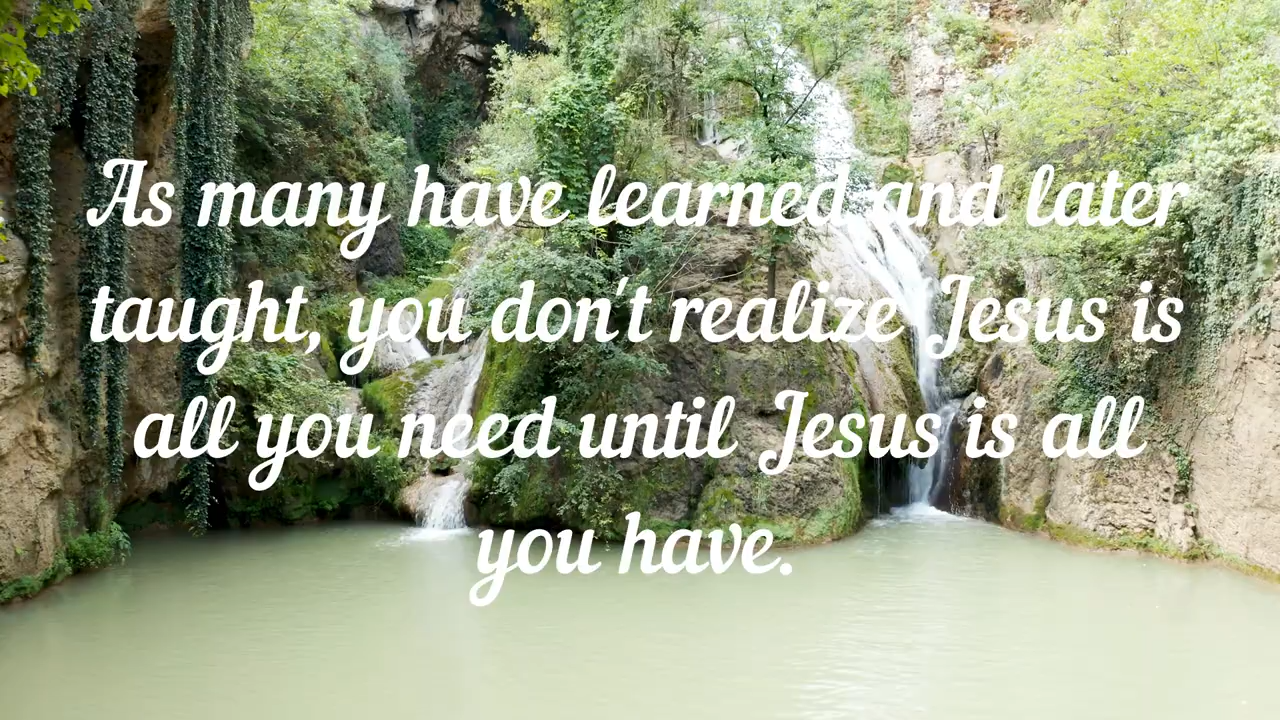 As many have learned and later
taught, you don't realize Jesus is
all you need until Jesus is all
you have.